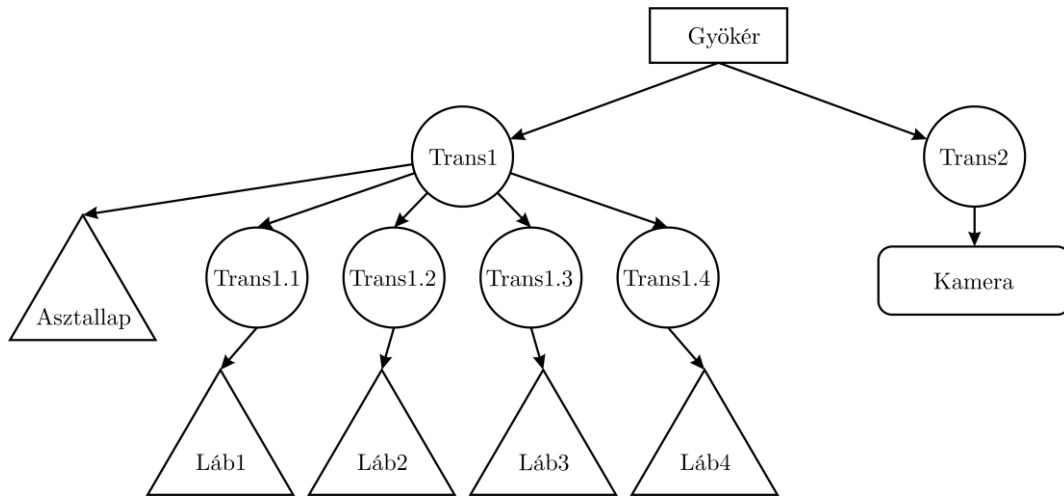 Gyökér
Trans1
Trans2
Trans1.1
Trans1.2
Trans1.3
Trans1.4
Kamera
Asztallap
Láb1
Láb2
Láb3
Láb4